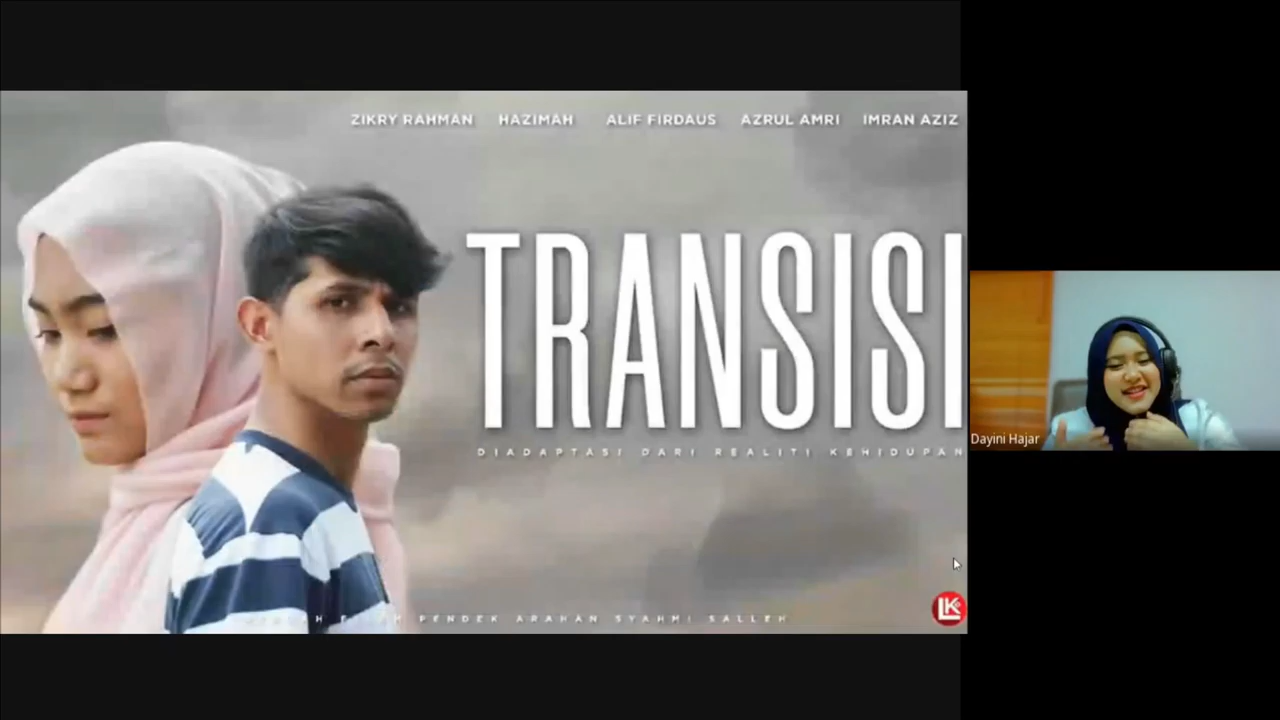 ZIKRY RAHMAN HAZIMAH ALIF FIRDAUS AZRUL AMRI IMRAN AZIZ
TRANSISI
DIADAPTASI DARI REALITI KEHIDUPAN
PENDEK ARAHAN SYAHMI SALLEH
LK
Dayini Hajar